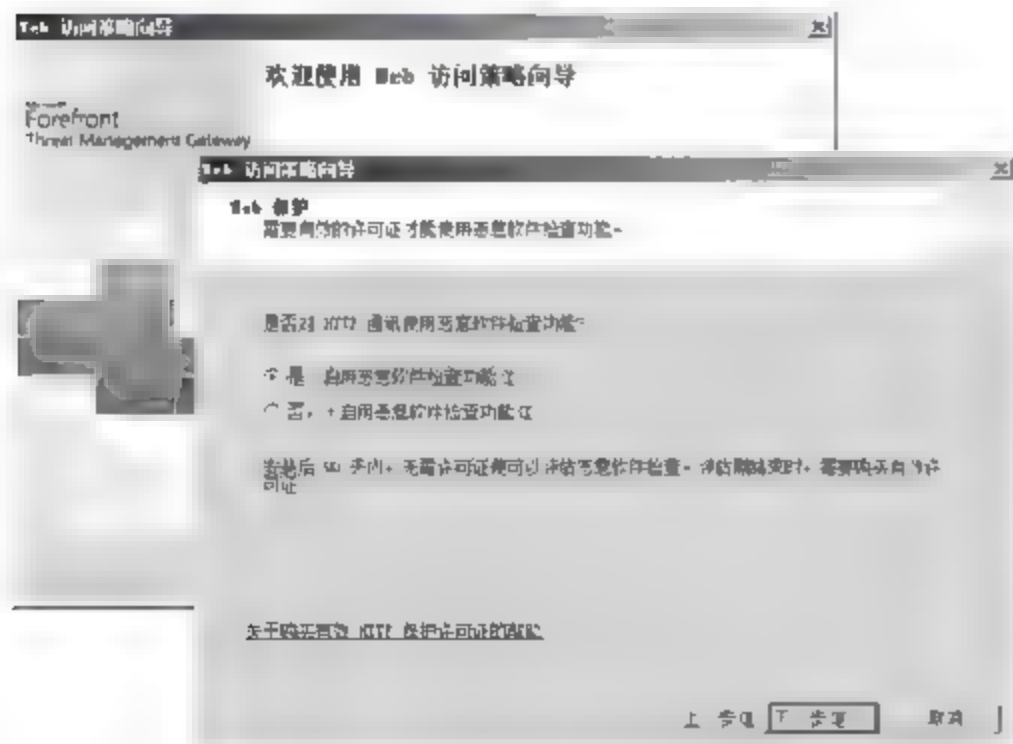 Web 访问策略向导
欢迎使用 Web 访问策略向导
Microsoft
Forefront
Threat Management Gateway
Web 访问策略向导
Web 保护
需要有效的许可证才能使用恶意软件检查功能。
是否对 HTTP 通讯使用恶意软件检查功能?
是 启用恶意软件检查功能
否, 不启用恶意软件检查功能
安装后 90 天内, 无需许可证便可以评估恶意软件检查。评估期结束时, 需要购买有效许
可证
关于购买有效 HTTP 保护许可证的帮助
上一步 下一步 取消